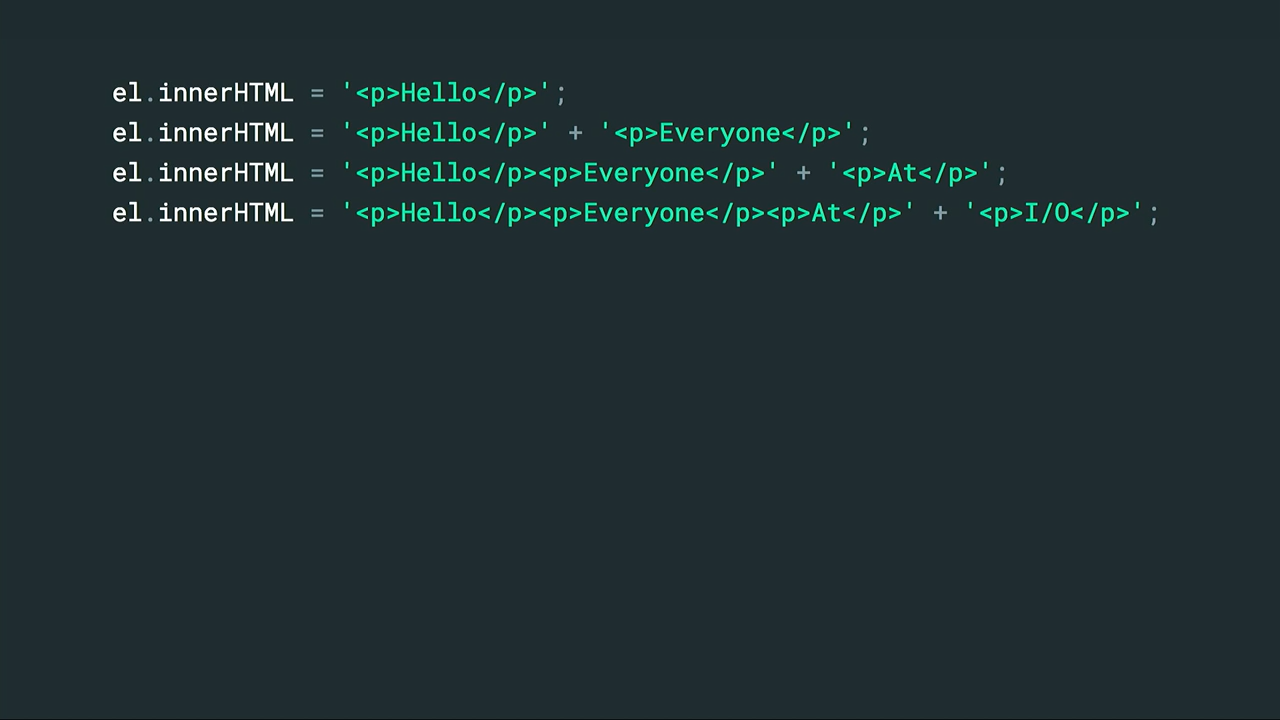 el.innerHTML = '<p>Hello</p>';
el.innerHTML = '<p>Hello</p>' + '<p>Everyone</p>';
el.innerHTML = '<p>Hello</p><p>Everyone</p>' + '<p>At</p>';
el.innerHTML = '<p>Hello</p><p>Everyone</p><p>At</p>' + '<p>I/O</p>';